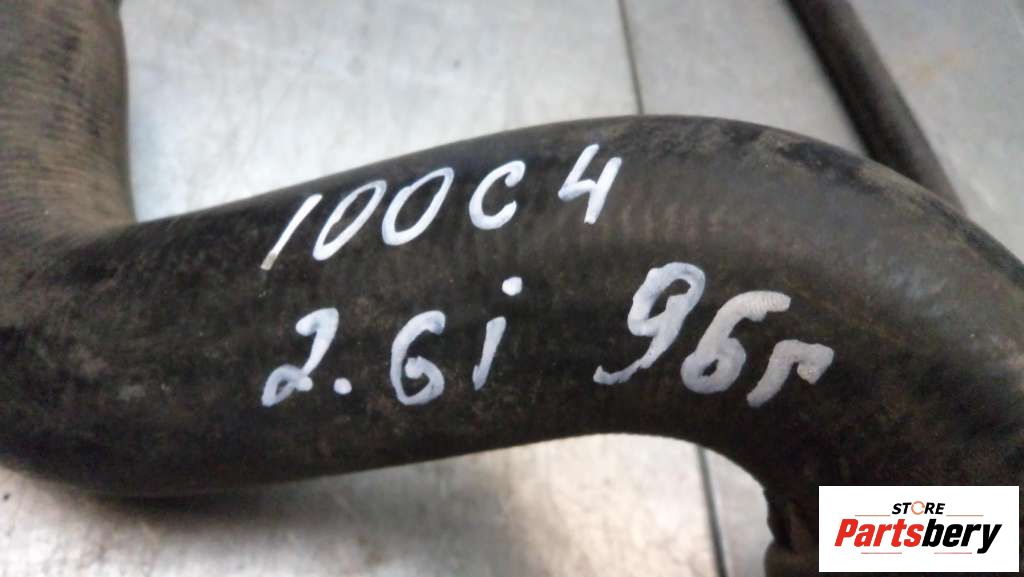 100C4
2.6i 96г
STORE
Partsbery